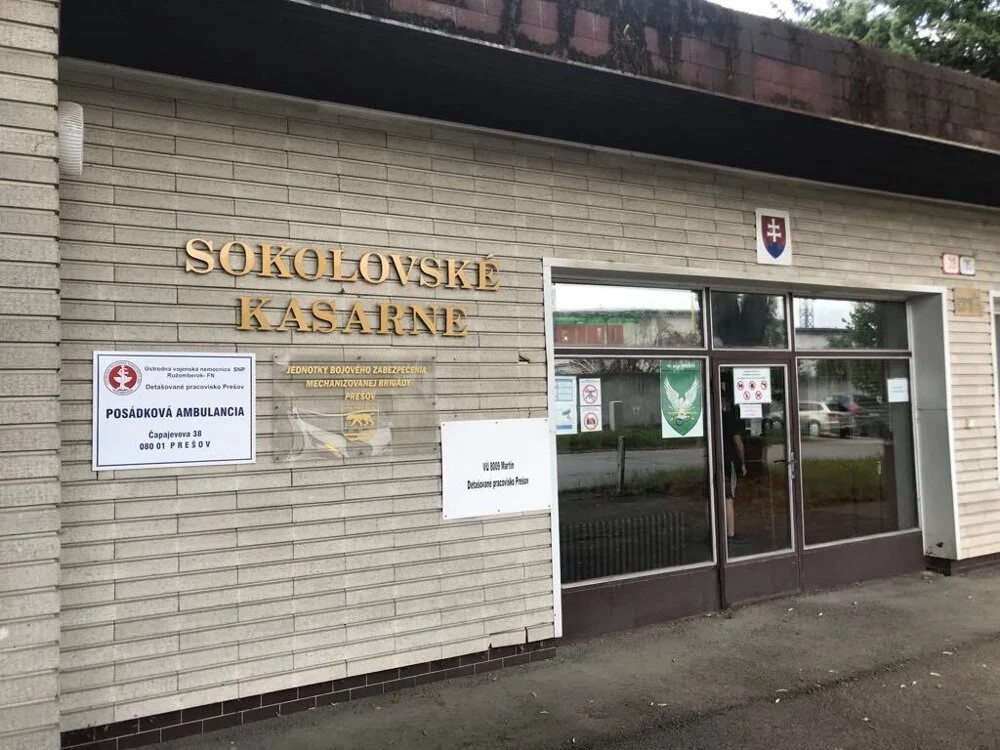 SOKOLOVSKÉ
KASÁRNE
Ústredná vojenská nemocnica SNP
Ružomberok- FN
Detašované pracovisko Prešov
POSÁDKOVÁ AMBULANCIA
Čapajevova 38
080 01 PREŠOV
JEDNOTKY BOJOVÉHO ZABEZPEČENIA
MECHANIZOVANEJ BRIGÁDY
PREŠOV
VÚ 8009 Martin
Detašované pracovisko Prešov